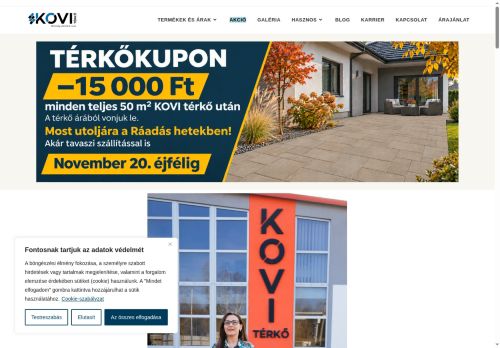 KOVI
TERMÉKEK ÉS ÁRAK
AKCIÓ
GALÉRIA
HASZNOS
BLOG
KARRIER
KAPCSOLAT
ÁRAJÁNLAT
TÉRKŐKUPON
–15 000 Ft
minden teljes 50 m² KOVI térkő után
A térkő árából vonjuk le.
Most utoljára a Ráadás hetekben!
Akár tavaszi szállítással is
November 20. éjfélig
KOVI
TÉRKŐ
Fontosnak tartjuk az adatok védelmét
A böngészési élmény fokozása, a személyre szabott
hirdetések vagy tartalmak megjelenítése, valamint a forgalom
elemzése érdekében sütiket (cookie) használunk. A "Mindet
elfogadom" gombra kattintva hozzájárulhat a sütik
használatához. Cookie-szabályzat
Testreszabás
Elutasít
Az összes elfogadása